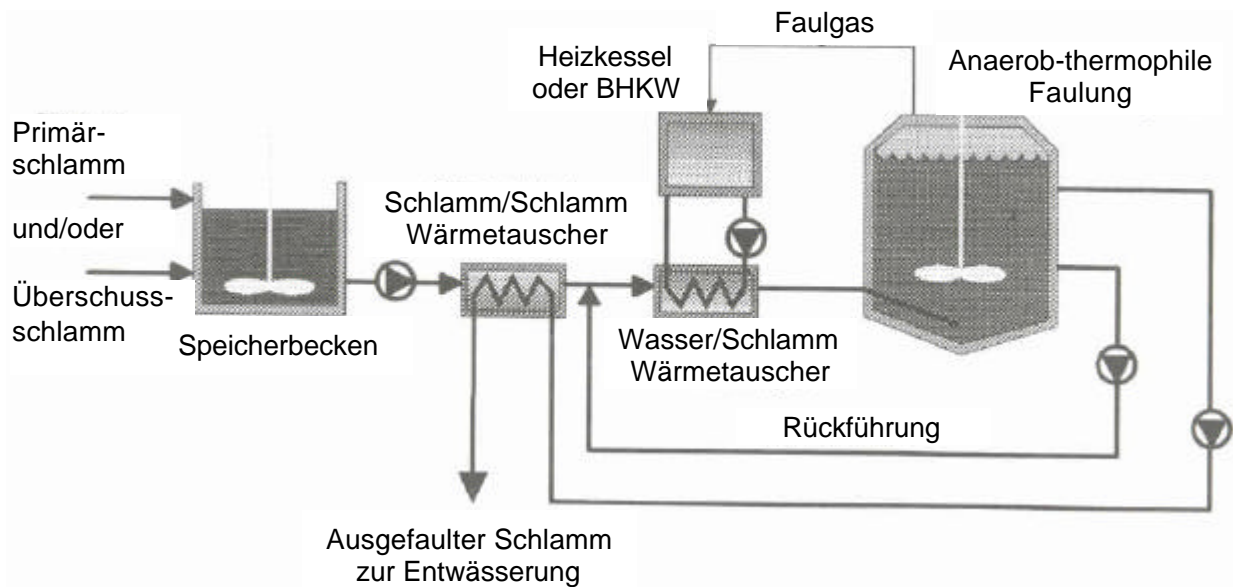 Faulgas
Heizkessel
oder BHKW
Anaerob-thermophile
Faulung
Primär-
schlamm
und/oder
Überschuss-
schlamm
Speicherbecken
Schlamm/Schlamm
Wärmetauscher
Wasser/Schlamm
Wärmetauscher
Rückführung
Ausgefaulter Schlamm
zur Entwässerung